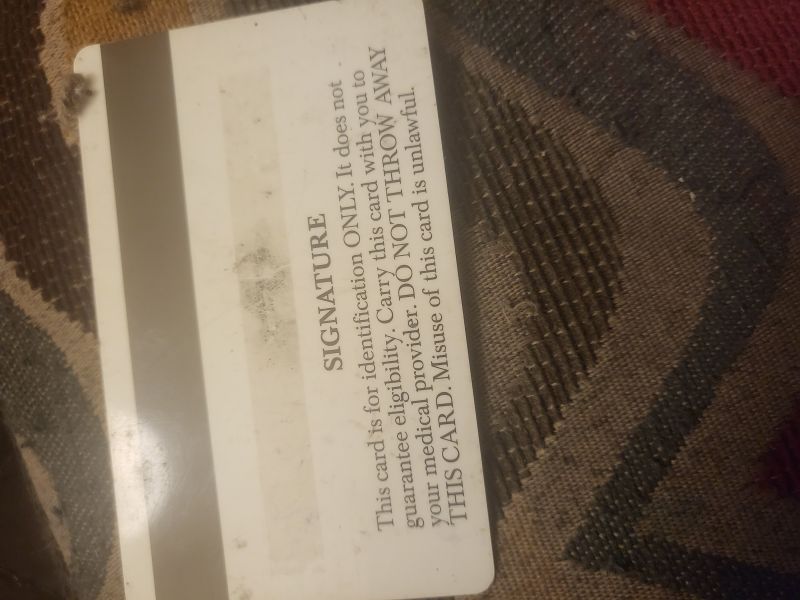 SIGNATURE
This card is for identification ONLY. It does not
guarantee eligibility. Carry this card with you to
your medical provider. DO NOT THROW AWAY
THIS CARD. Misuse of this card is unlawful.